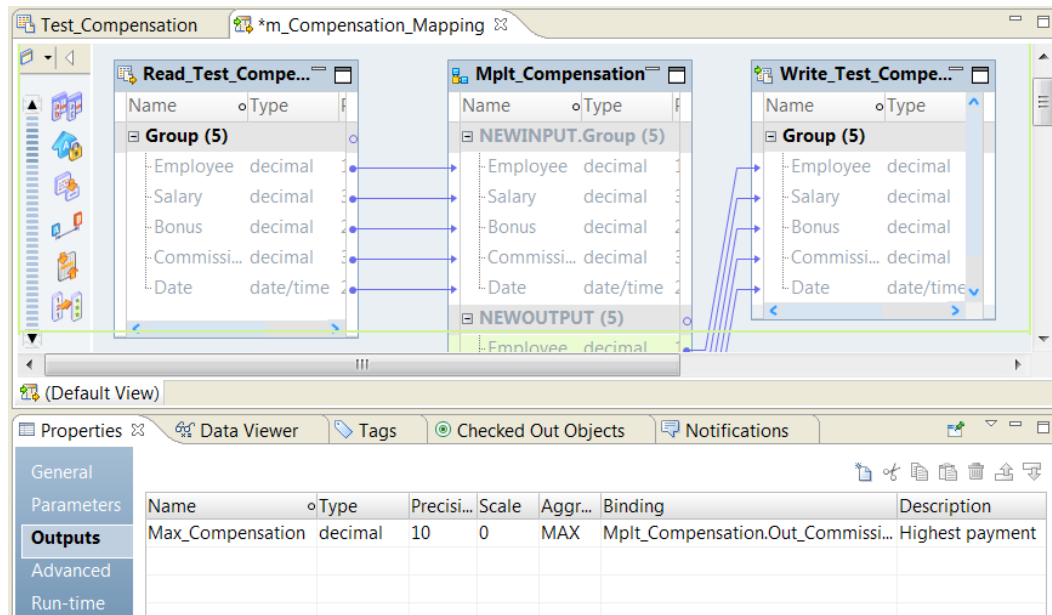 Test_Compensation *m_Compensation_Mapping
Read_Test_Compe... Mplt_Compensation Write_Test_Compe...
Name Type Name Type Name Type
Group (5) NEWINPUT.Group (5) Group (5)
Employee decimal Employee decimal 1 Employee decimal
Salary decimal Salary decimal Salary decimal
Bonus decimal Bonus decimal Bonus decimal
Commissi... decimal Commissi... decimal Commissi... decimal
Date date/time Date date/time Date date/time
NEWOUTPUT (5)
Employee decimal
(Default View)
Properties Data Viewer Tags Checked Out Objects Notifications
General
Parameters Name Type Precisi... Scale Aggr... Binding Description
Outputs Max_Compensation decimal 10 0 MAX Mplt_Compensation.Out_Commissi... Highest payment
Advanced
Run-time